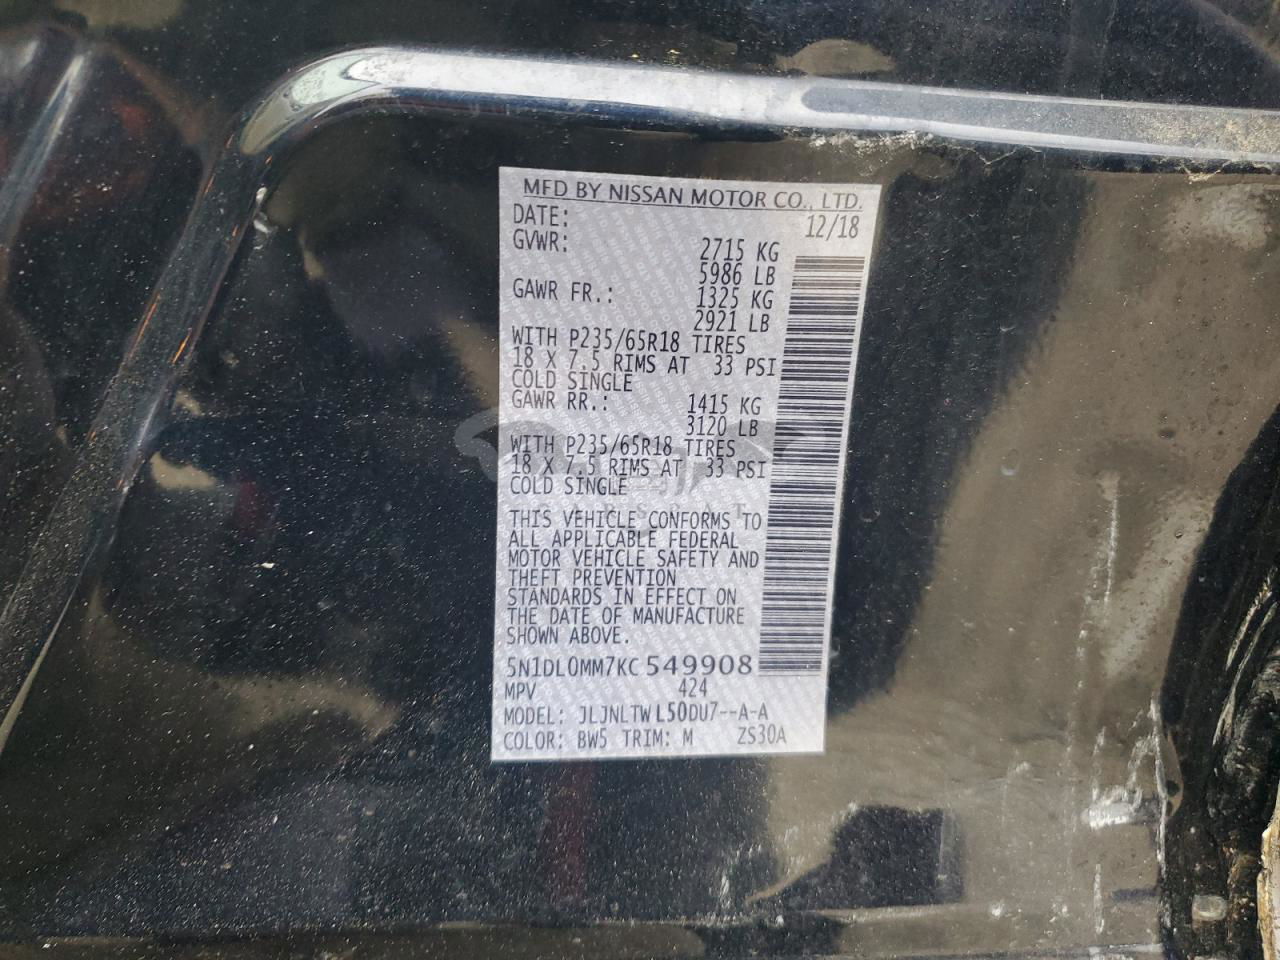 MFD BY NISSAN MOTOR CO., LTD.
DATE: 12/18
GVWR: 2715 KG
5986 LB
GAWR FR.: 1325 KG
2921 LB
WITH P235/65R18 TIRES
18 X 7.5 RIMS AT 33 PSI
COLD SINGLE
GAWR RR.: 1415 KG
3120 LB
WITH P235/65R18 TIRES
18 X 7.5 RIMS AT 33 PSI
COLD SINGLE
THIS VEHICLE CONFORMS TO
ALL APPLICABLE FEDERAL
MOTOR VEHICLE SAFETY AND
THEFT PREVENTION
STANDARDS IN EFFECT ON
THE DATE OF MANUFACTURE
SHOWN ABOVE.
5N1DL0MM7KC549908
MPV 424
MODEL: JLJNLTWL50DU7--A-A
COLOR: BW5 TRIM: M ZS30A